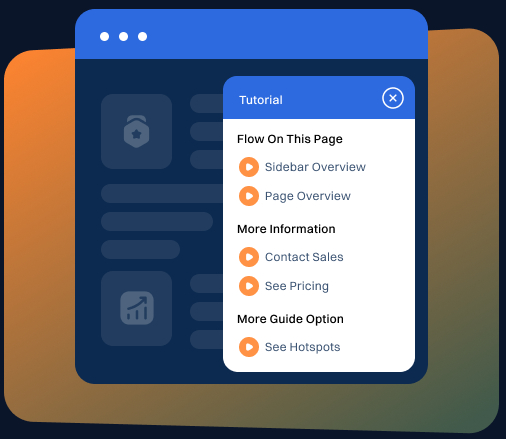 Tutorial
Flow On This Page
Sidebar Overview
Page Overview
More Information
Contact Sales
See Pricing
More Guide Option
See Hotspots